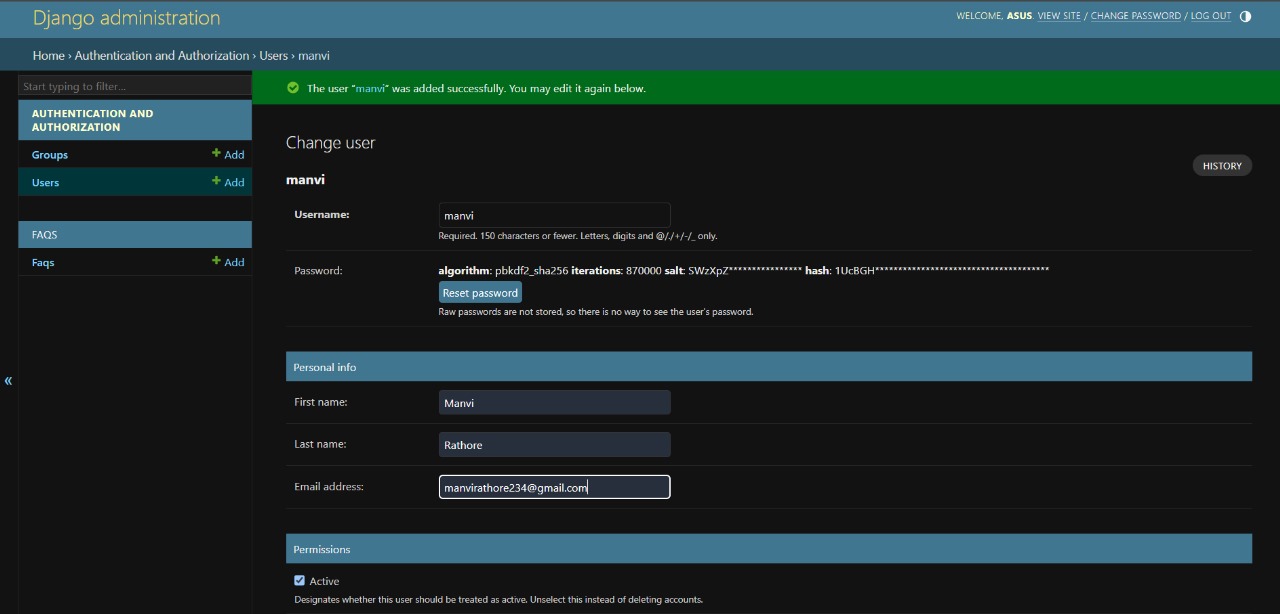 Django administration
WELCOME, ASUS. VIEW SITE / CHANGE PASSWORD / LOG OUT
Home › Authentication and Authorization › Users › manvi
Start typing to filter...
AUTHENTICATION AND
AUTHORIZATION
Groups + Add
Users + Add
FAQS
Faqs + Add
«
The user “manvi” was added successfully. You may edit it again below.
Change user
HISTORY
manvi
Username: manvi
Required. 150 characters or fewer. Letters, digits and @/./+/-/_ only.
Password: algorithm: pbkdf2_sha256 iterations: 870000 salt: SWzXpZ**************** hash: 1UcBGH**************************************
Reset password
Raw passwords are not stored, so there is no way to see the user’s password.
Personal info
First name: Manvi
Last name: Rathore
Email address: manvirathore234@gmail.com
Permissions
Active
Designates whether this user should be treated as active. Unselect this instead of deleting accounts.